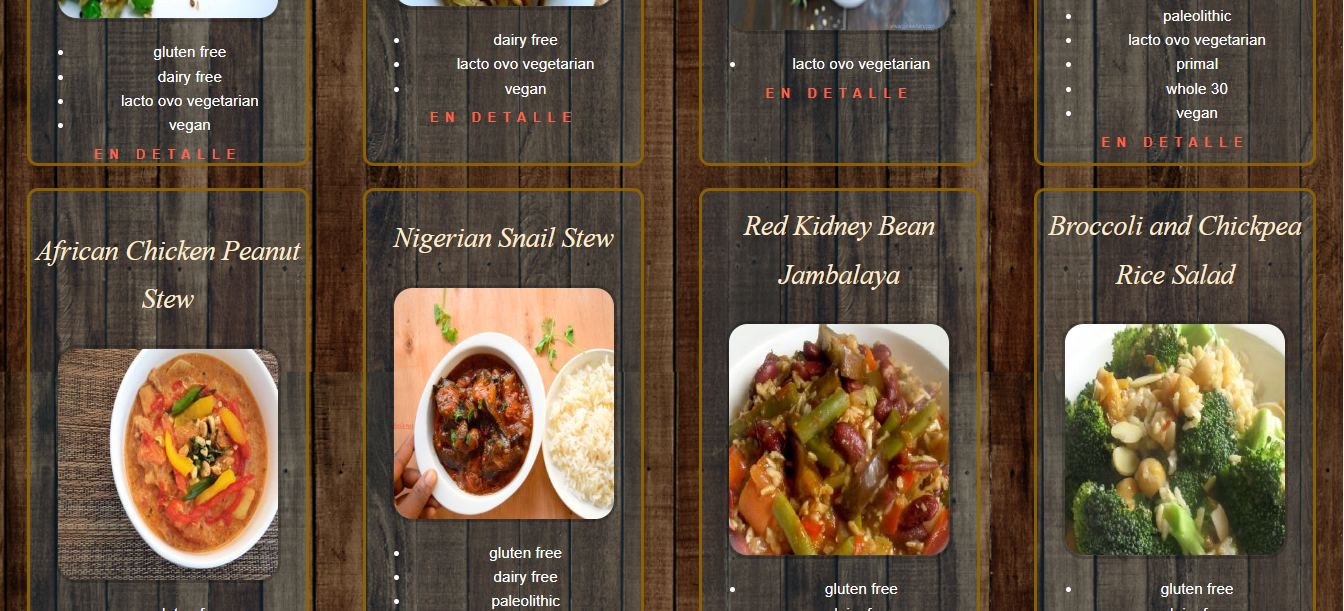 gluten free
dairy free
lacto ovo vegetarian
vegan
EN DETALLE
dairy free
lacto ovo vegetarian
vegan
EN DETALLE
lacto ovo vegetarian
EN DETALLE
paleolithic
lacto ovo vegetarian
primal
whole 30
vegan
EN DETALLE
African Chicken Peanut
Stew
Nigerian Snail Stew
gluten free
dairy free
paleolithic
Red Kidney Bean
Jambalaya
gluten free
Broccoli and Chickpea
Rice Salad
gluten free